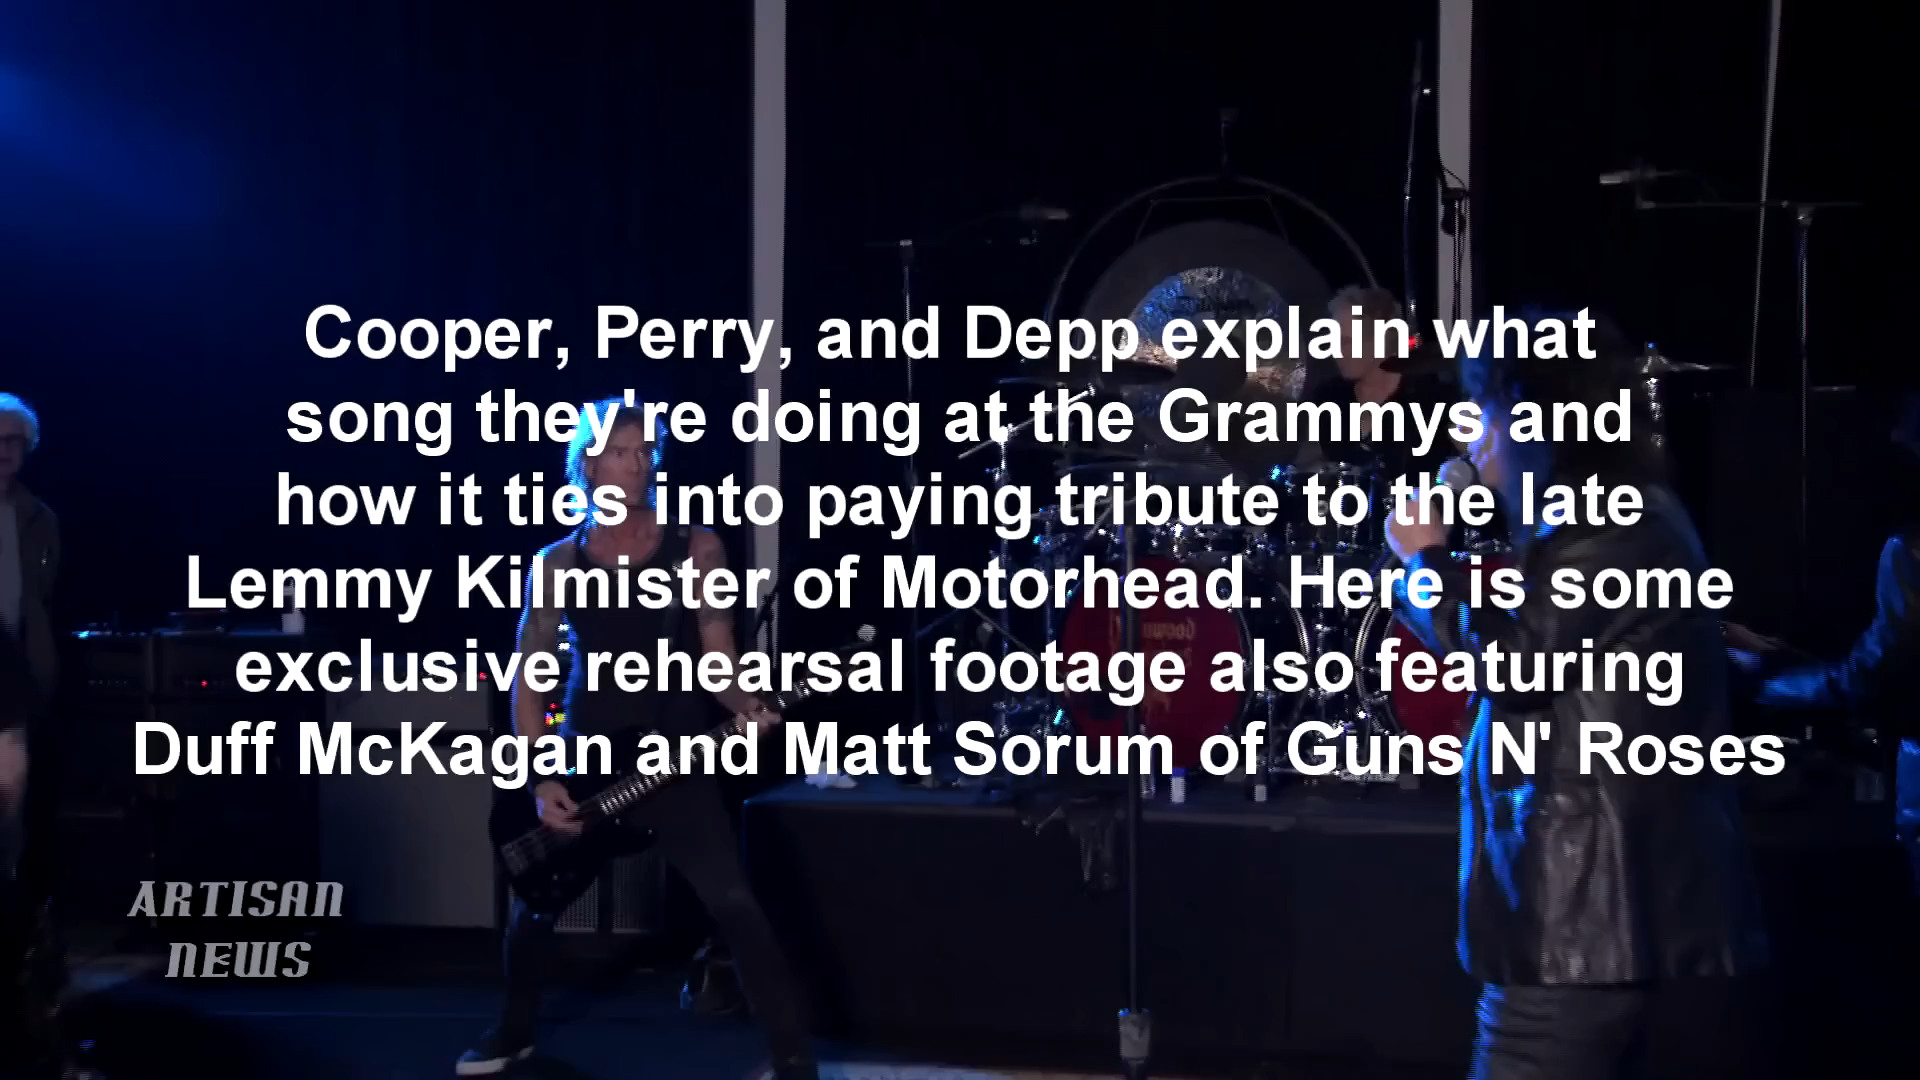 Cooper, Perry, and Depp explain what
song they're doing at the Grammys and
how it ties into paying tribute to the late
Lemmy Kilmister of Motorhead. Here is some
exclusive rehearsal footage also featuring
Duff McKagan and Matt Sorum of Guns N' Roses
ARTISAN
NEWS